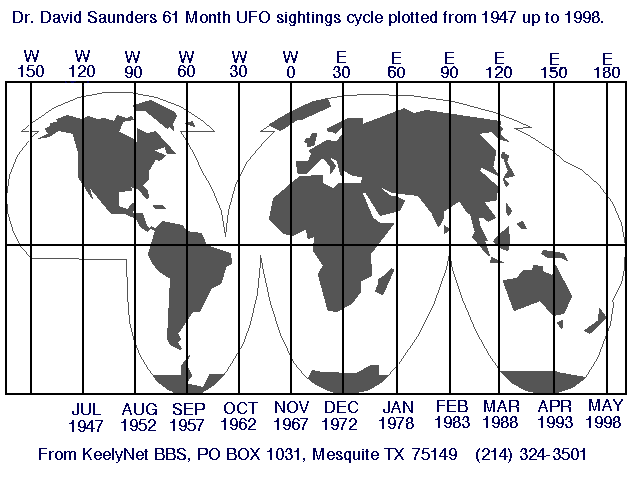 Dr. David Saunders 61 Month UFO sightings cycle plotted from 1947 up to 1998.
W W W W W W E E E E E E
150 120 90 60 30 0 30 60 90 120 150 180
JUL AUG SEP OCT NOV DEC JAN FEB MAR APR MAY
1947 1952 1957 1962 1967 1972 1978 1983 1988 1993 1998
From KeelyNet BBS, PO BOX 1031, Mesquite TX 75149 (214) 324-3501